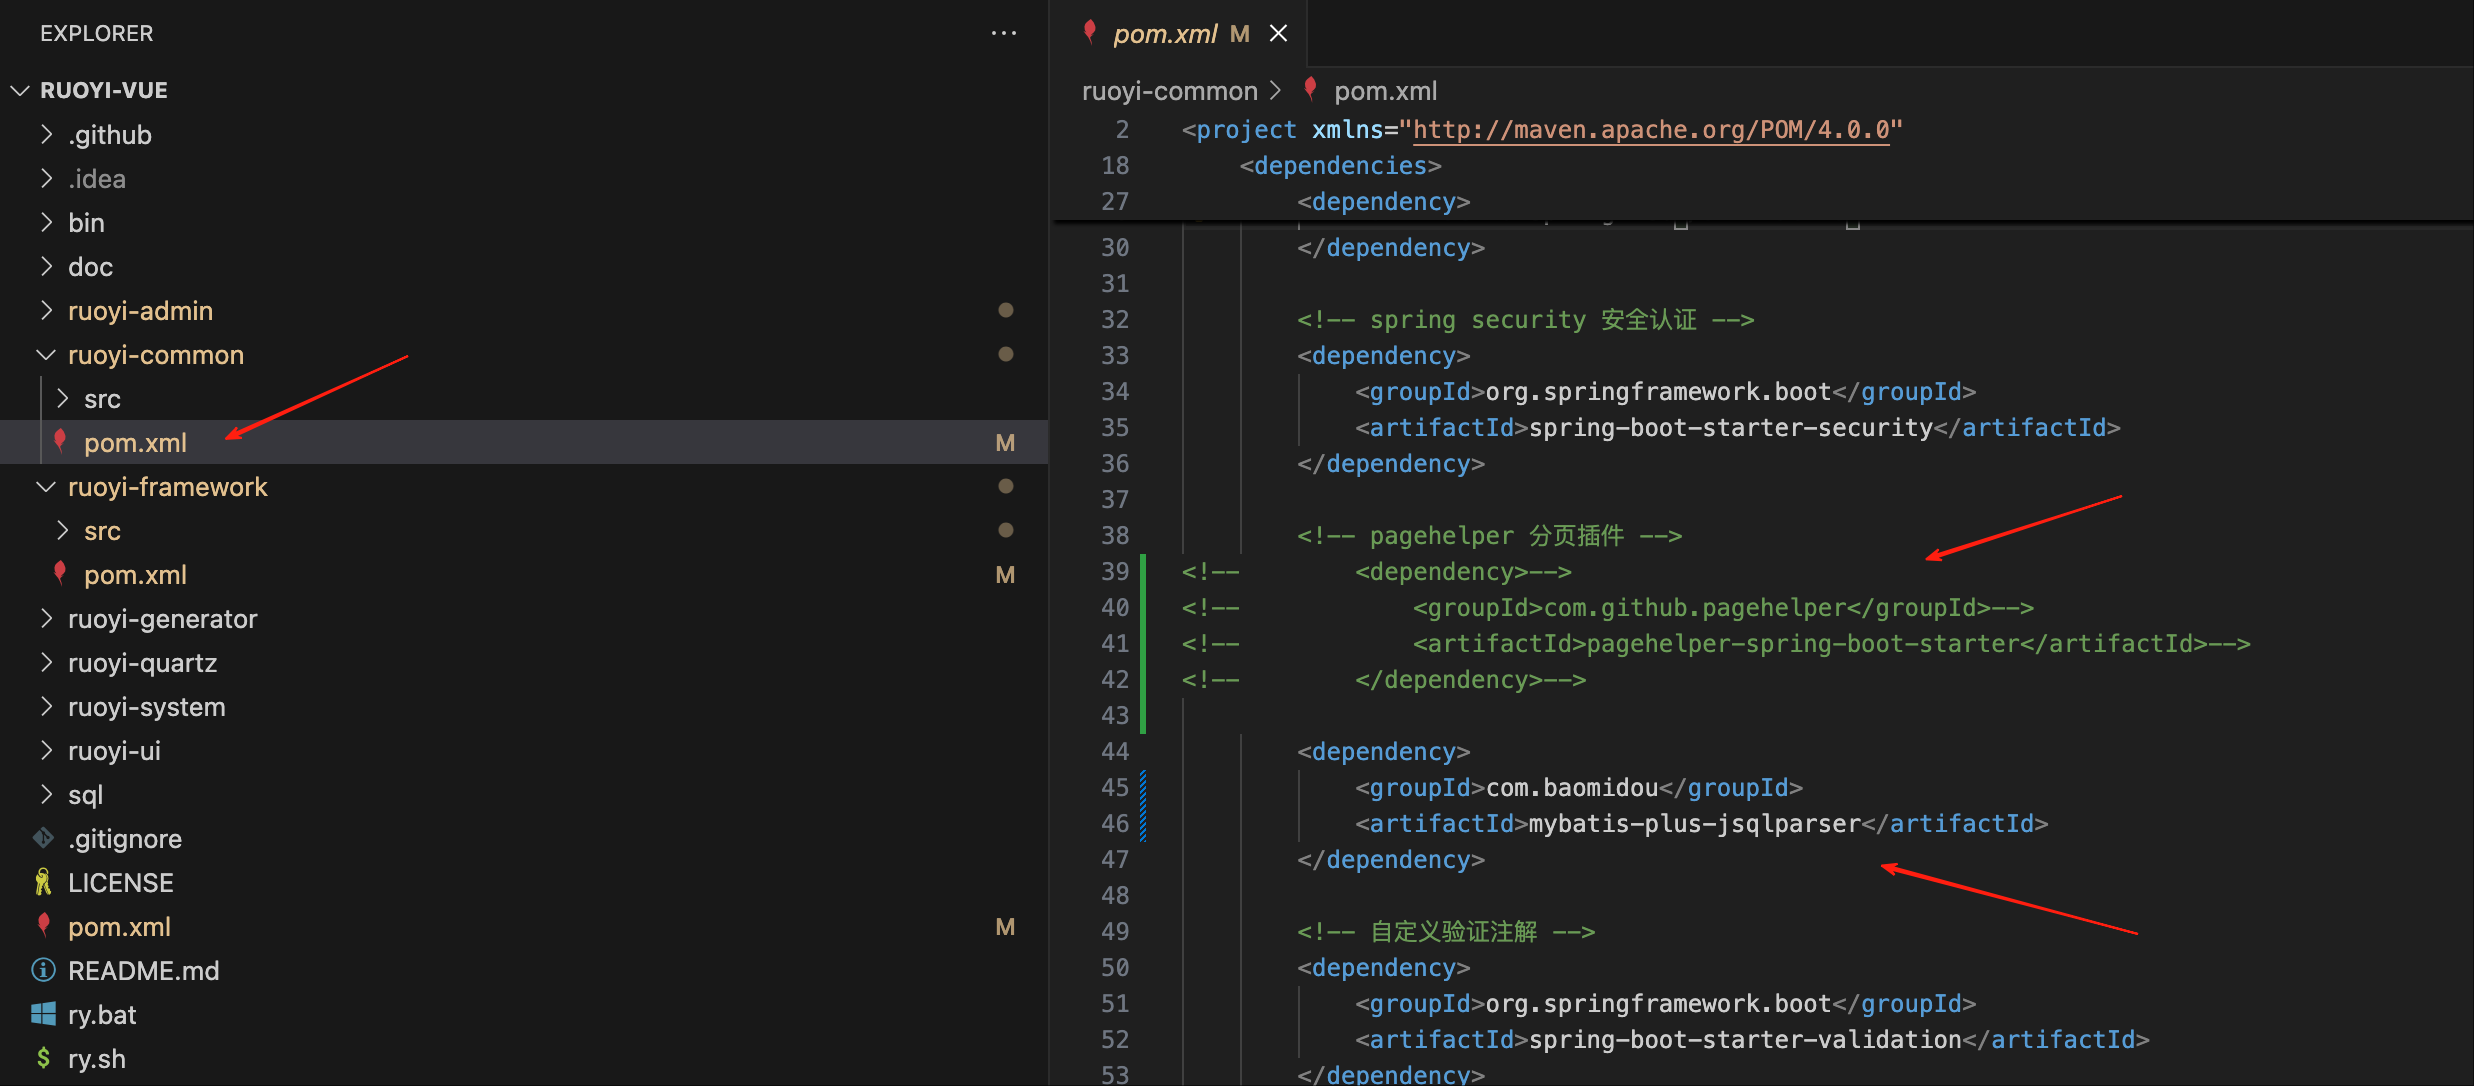 EXPLORER
RUOYI-VUE
.github
.idea
bin
doc
ruoyi-admin
ruoyi-common
src
pom.xml M
ruoyi-framework
src
pom.xml M
ruoyi-generator
ruoyi-quartz
ruoyi-system
ruoyi-ui
sql
.gitignore
LICENSE
pom.xml M
README.md
ry.bat
ry.sh
pom.xml M
ruoyi-common > pom.xml
2 <project xmlns="http://maven.apache.org/POM/4.0.0"
18 <dependencies>
27 <dependency>
30 </dependency>
31
32 <!-- spring security 安全认证 -->
33 <dependency>
34 <groupId>org.springframework.boot</groupId>
35 <artifactId>spring-boot-starter-security</artifactId>
36 </dependency>
37
38 <!-- pagehelper 分页插件 -->
39 <!-- <dependency>-->
40 <!-- <groupId>com.github.pagehelper</groupId>-->
41 <!-- <artifactId>pagehelper-spring-boot-starter</artifactId>-->
42 <!-- </dependency>-->
43
44 <dependency>
45 <groupId>com.baomidou</groupId>
46 <artifactId>mybatis-plus-jsqlparser</artifactId>
47 </dependency>
48
49 <!-- 自定义验证注解 -->
50 <dependency>
51 <groupId>org.springframework.boot</groupId>
52 <artifactId>spring-boot-starter-validation</artifactId>
53 </dependency>